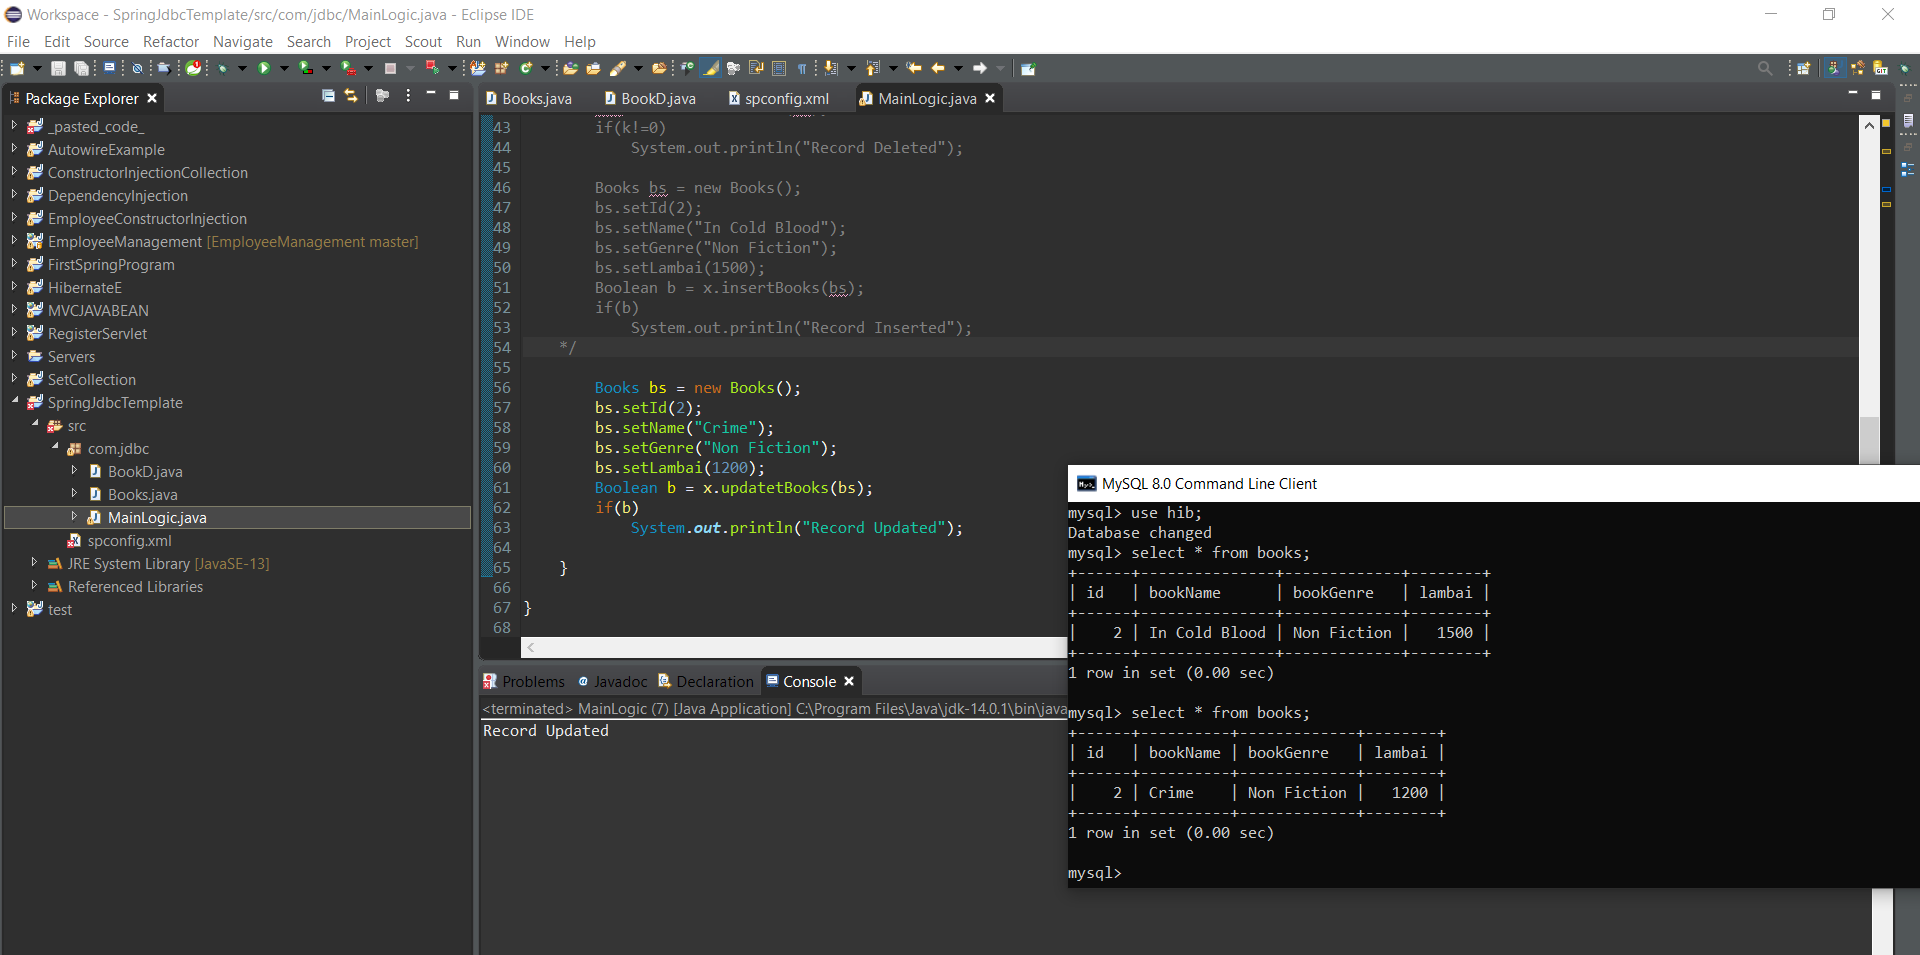 Workspace - SpringJdbcTemplate/src/com/jdbc/MainLogic.java - Eclipse IDE
File Edit Source Refactor Navigate Search Project Scout Run Window Help
Package Explorer
_pasted_code_
AutowireExample
ConstructorInjectionCollection
DependencyInjection
EmployeeConstructorInjection
EmployeeManagement [EmployeeManagement master]
FirstSpringProgram
HibernateE
MVCJAVABEAN
RegisterServlet
Servers
SetCollection
SpringJdbcTemplate
src
com.jdbc
BookD.java
Books.java
MainLogic.java
spconfig.xml
JRE System Library [JavaSE-13]
Referenced Libraries
test
Books.java BookD.java spconfig.xml MainLogic.java
43 if(k!=0)
44 System.out.println("Record Deleted");
45
46 Books bs = new Books();
47 bs.setId(2);
48 bs.setName("In Cold Blood");
49 bs.setGenre("Non Fiction");
50 bs.setLambai(1500);
51 Boolean b = x.insertBooks(bs);
52 if(b)
53 System.out.println("Record Inserted");
54 */
55
56 Books bs = new Books();
57 bs.setId(2);
58 bs.setName("Crime");
59 bs.setGenre("Non Fiction");
60 bs.setLambai(1200);
61 Boolean b = x.updatetBooks(bs);
62 if(b)
63 System.out.println("Record Updated");
64
65 }
66
67 }
68
Problems Javadoc Declaration Console
<terminated> MainLogic (7) [Java Application] C:\Program Files\Java\jdk-14.0.1\bin\java
Record Updated
MySQL 8.0 Command Line Client
mysql> use hib;
Database changed
mysql> select * from books;
+------+---------------+-------------+--------+
| id | bookName | bookGenre | lambai |
+------+---------------+-------------+--------+
| 2 | In Cold Blood | Non Fiction | 1500 |
+------+---------------+-------------+--------+
1 row in set (0.00 sec)
mysql> select * from books;
+------+----------+-------------+--------+
| id | bookName | bookGenre | lambai |
+------+----------+-------------+--------+
| 2 | Crime | Non Fiction | 1200 |
+------+----------+-------------+--------+
1 row in set (0.00 sec)
mysql>